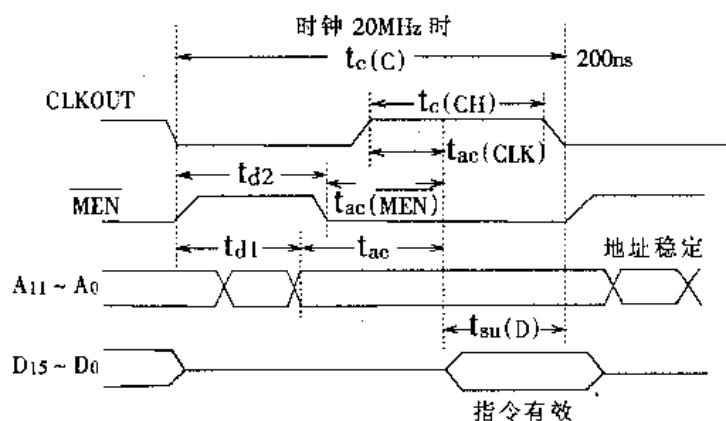 时钟 20MHz 时
tc(C)
200ns
CLKOUT
tc(CH)
tac(CLK)
td2
MEN
tac(MEN)
td1
tac
地址稳定
A11~A0
tsu(D)
D15~D0
指令有效